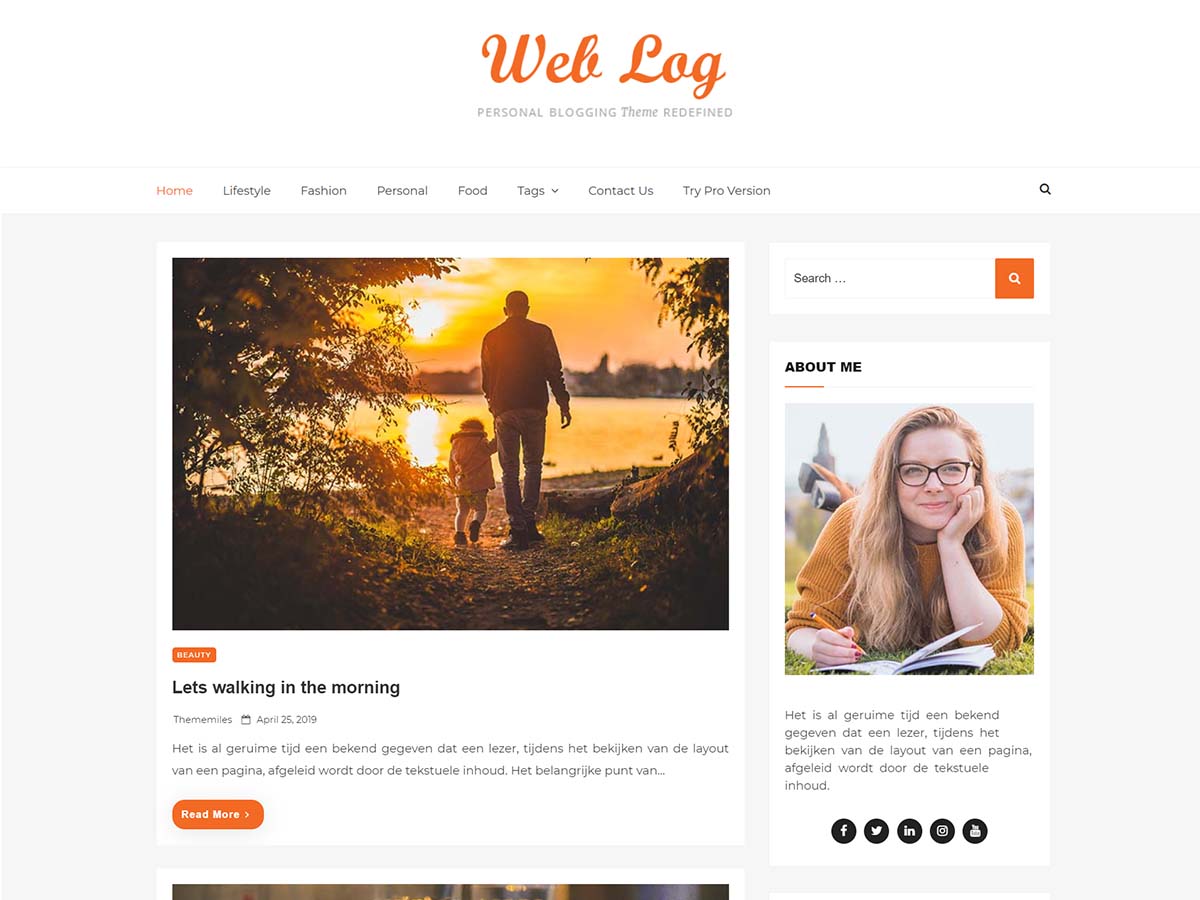 Web Log
PERSONAL BLOGGING Theme REDEFINED
Home Lifestyle Fashion Personal Food Tags Contact Us Try Pro Version
BEAUTY
Lets walking in the morning
Thememiles April 25, 2019
Het is al geruime tijd een bekend gegeven dat een lezer, tijdens het bekijken van de layout
van een pagina, afgeleid wordt door de tekstuele inhoud. Het belangrijke punt van...
Read More
Search ...
ABOUT ME
Het is al geruime tijd een bekend
gegeven dat een lezer, tijdens het
bekijken van de layout van een pagina,
afgeleid wordt door de tekstuele
inhoud.